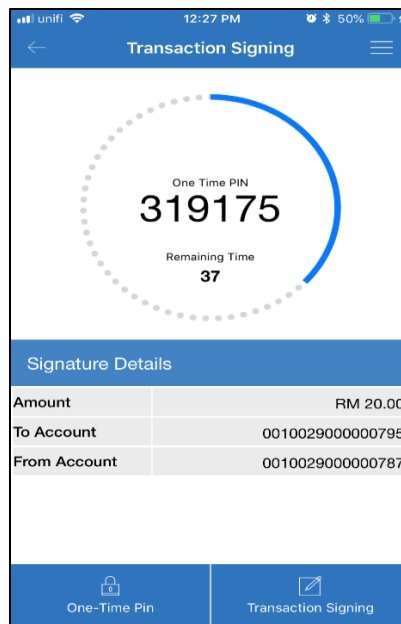 unifi 12:27 PM 50%
Transaction Signing
One Time PIN
319175
Remaining Time
37
Signature Details
Amount RM 20.00
To Account 0010029000000795
From Account 0010029000000787
One-Time Pin Transaction Signing